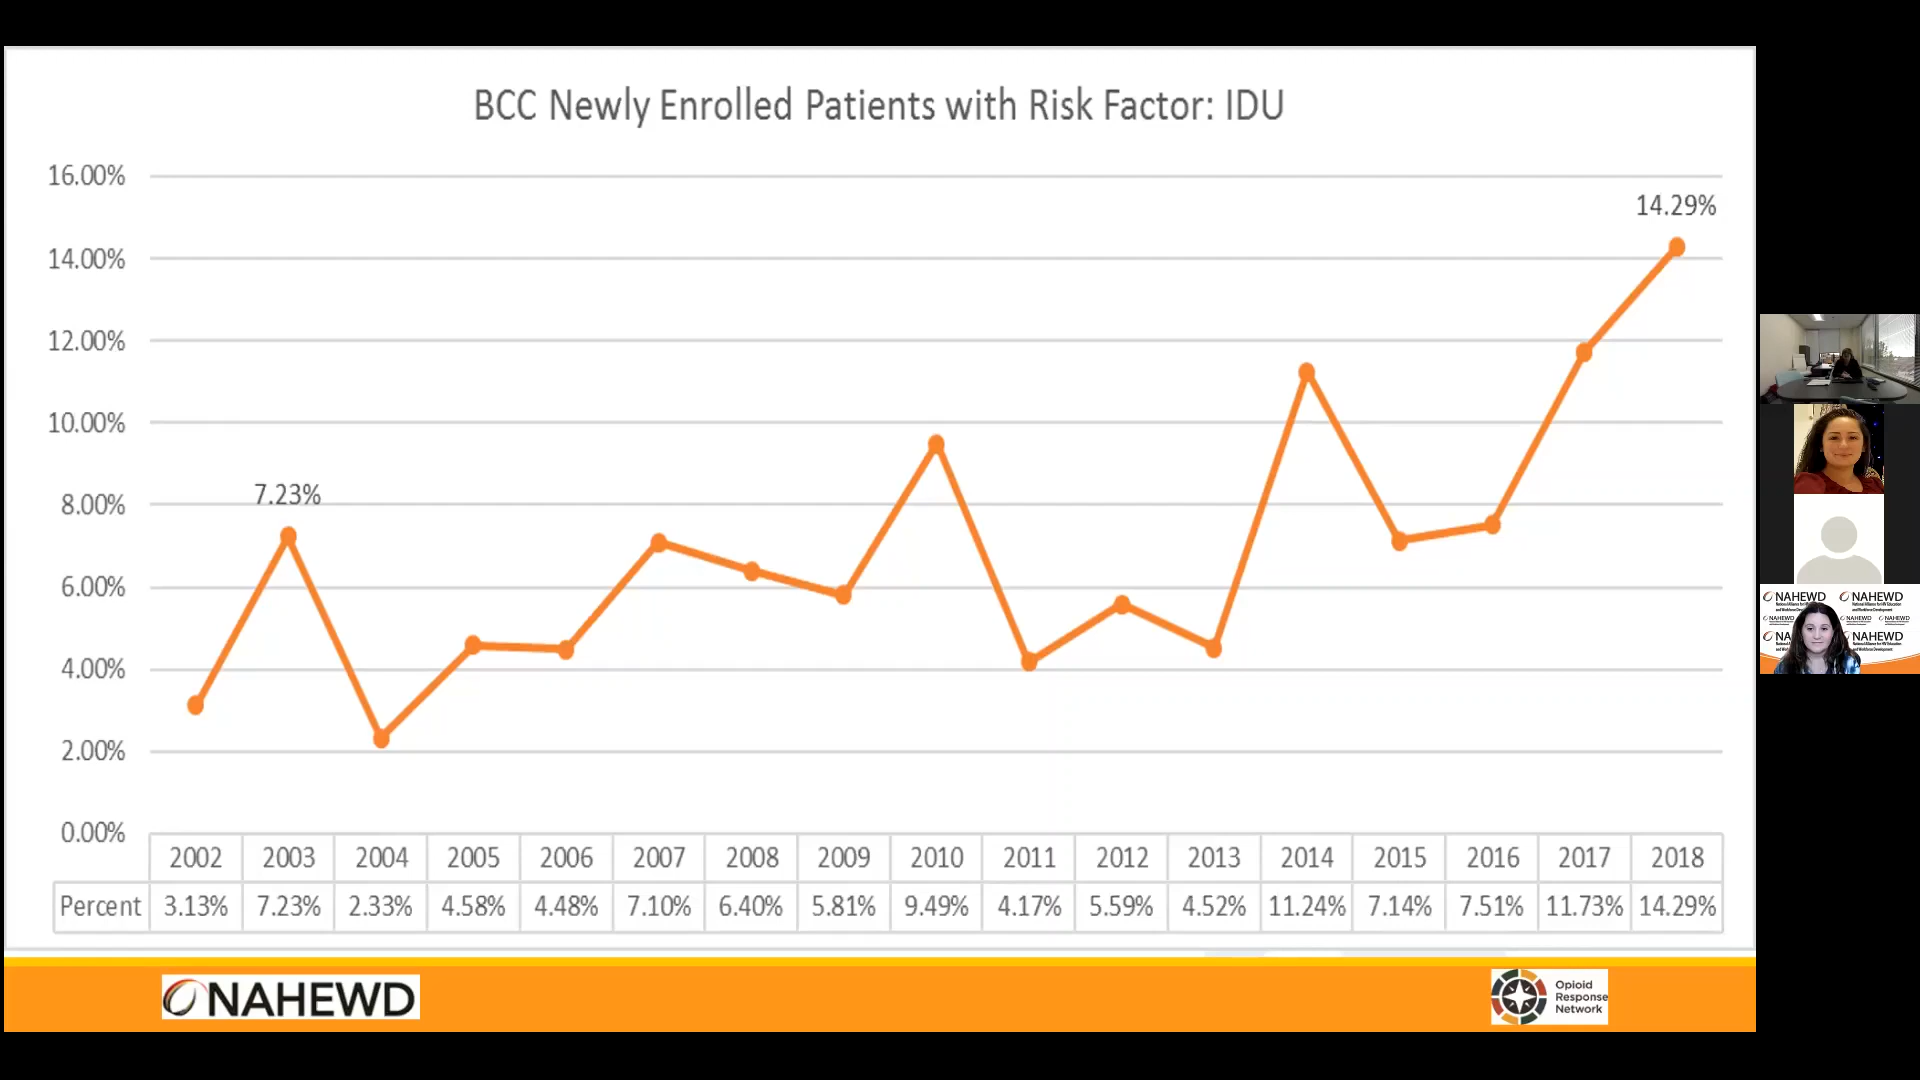 BCC Newly Enrolled Patients with Risk Factor: IDU
16.00%
14.00%
12.00%
10.00%
8.00%
6.00%
4.00%
2.00%
0.00%
7.23%
14.29%
2002 2003 2004 2005 2006 2007 2008 2009 2010 2011 2012 2013 2014 2015 2016 2017 2018
Percent 3.13% 7.23% 2.33% 4.58% 4.48% 7.10% 6.40% 5.81% 9.49% 4.17% 5.59% 4.52% 11.24% 7.14% 7.51% 11.73% 14.29%
NAHEWD
Opioid
Response
Network
NAHEWD NAHEWD
NAHEWD